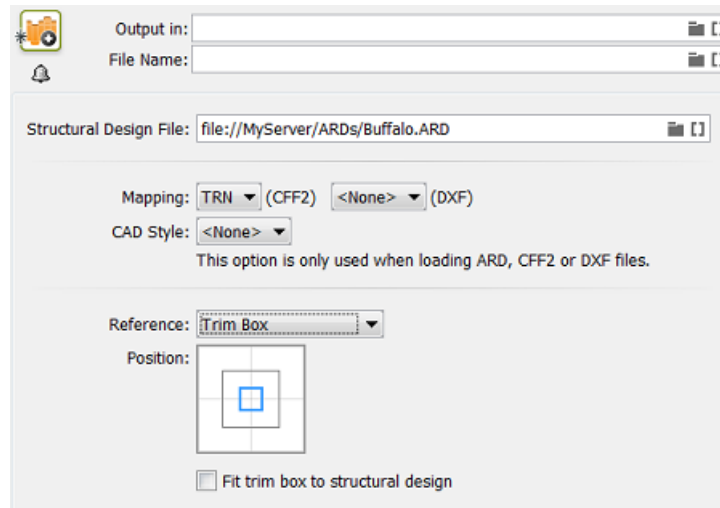 Output in:
File Name:
Structural Design File: file://MyServer/ARDs/Buffalo.ARD
Mapping: TRN (CFF2) <None> (DXF)
CAD Style: <None>
This option is only used when loading ARD, CFF2 or DXF files.
Reference: Trim Box
Position:
Fit trim box to structural design